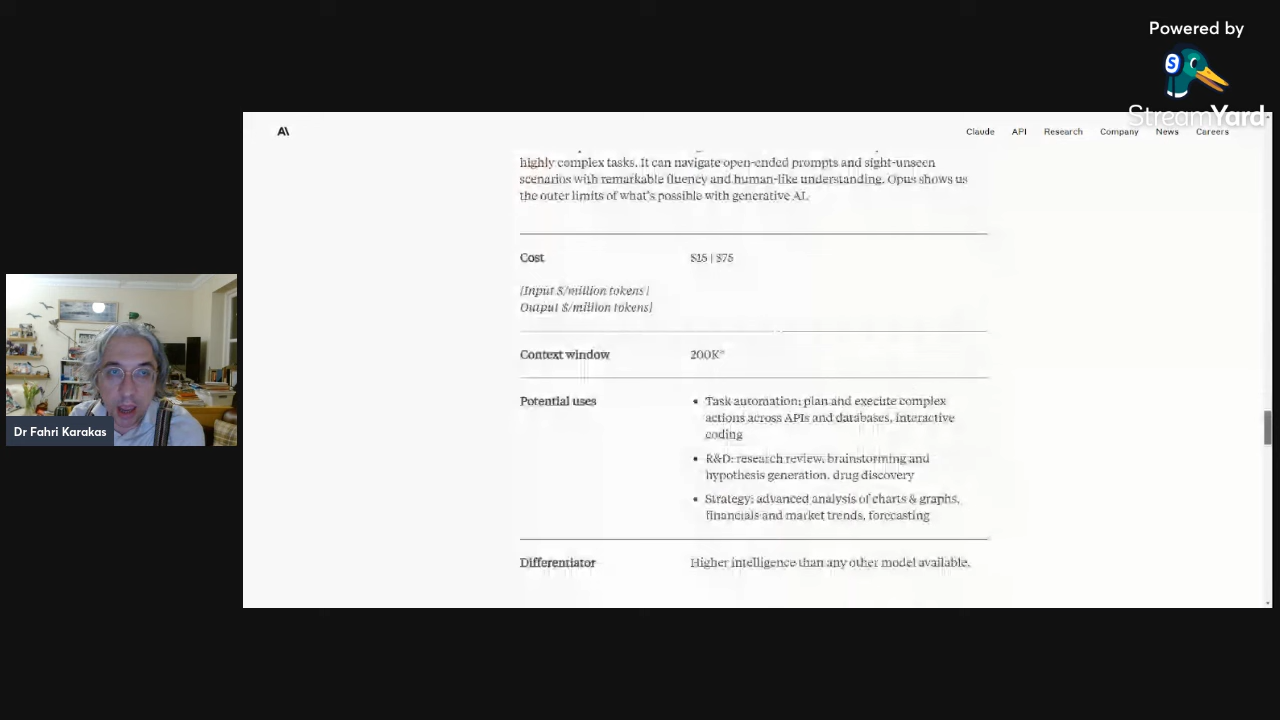 Powered by
StreamYard
Claude API Research Company News Careers
highly complex tasks. It can navigate open-ended prompts and sight-unseen
scenarios with remarkable fluency and human-like understanding. Opus shows us
the outer limits of what's possible with generative AI.
Cost $15 | $75
[Input $/million tokens |
Output $/million tokens]
Context window 200K*
Potential uses
• Task automation: plan and execute complex
actions across APIs and databases, interactive
coding
• R&D: research review, brainstorming and
hypothesis generation, drug discovery
• Strategy: advanced analysis of charts & graphs,
financials and market trends, forecasting
Differentiator Higher intelligence than any other model available.
Dr Fahri Karakas